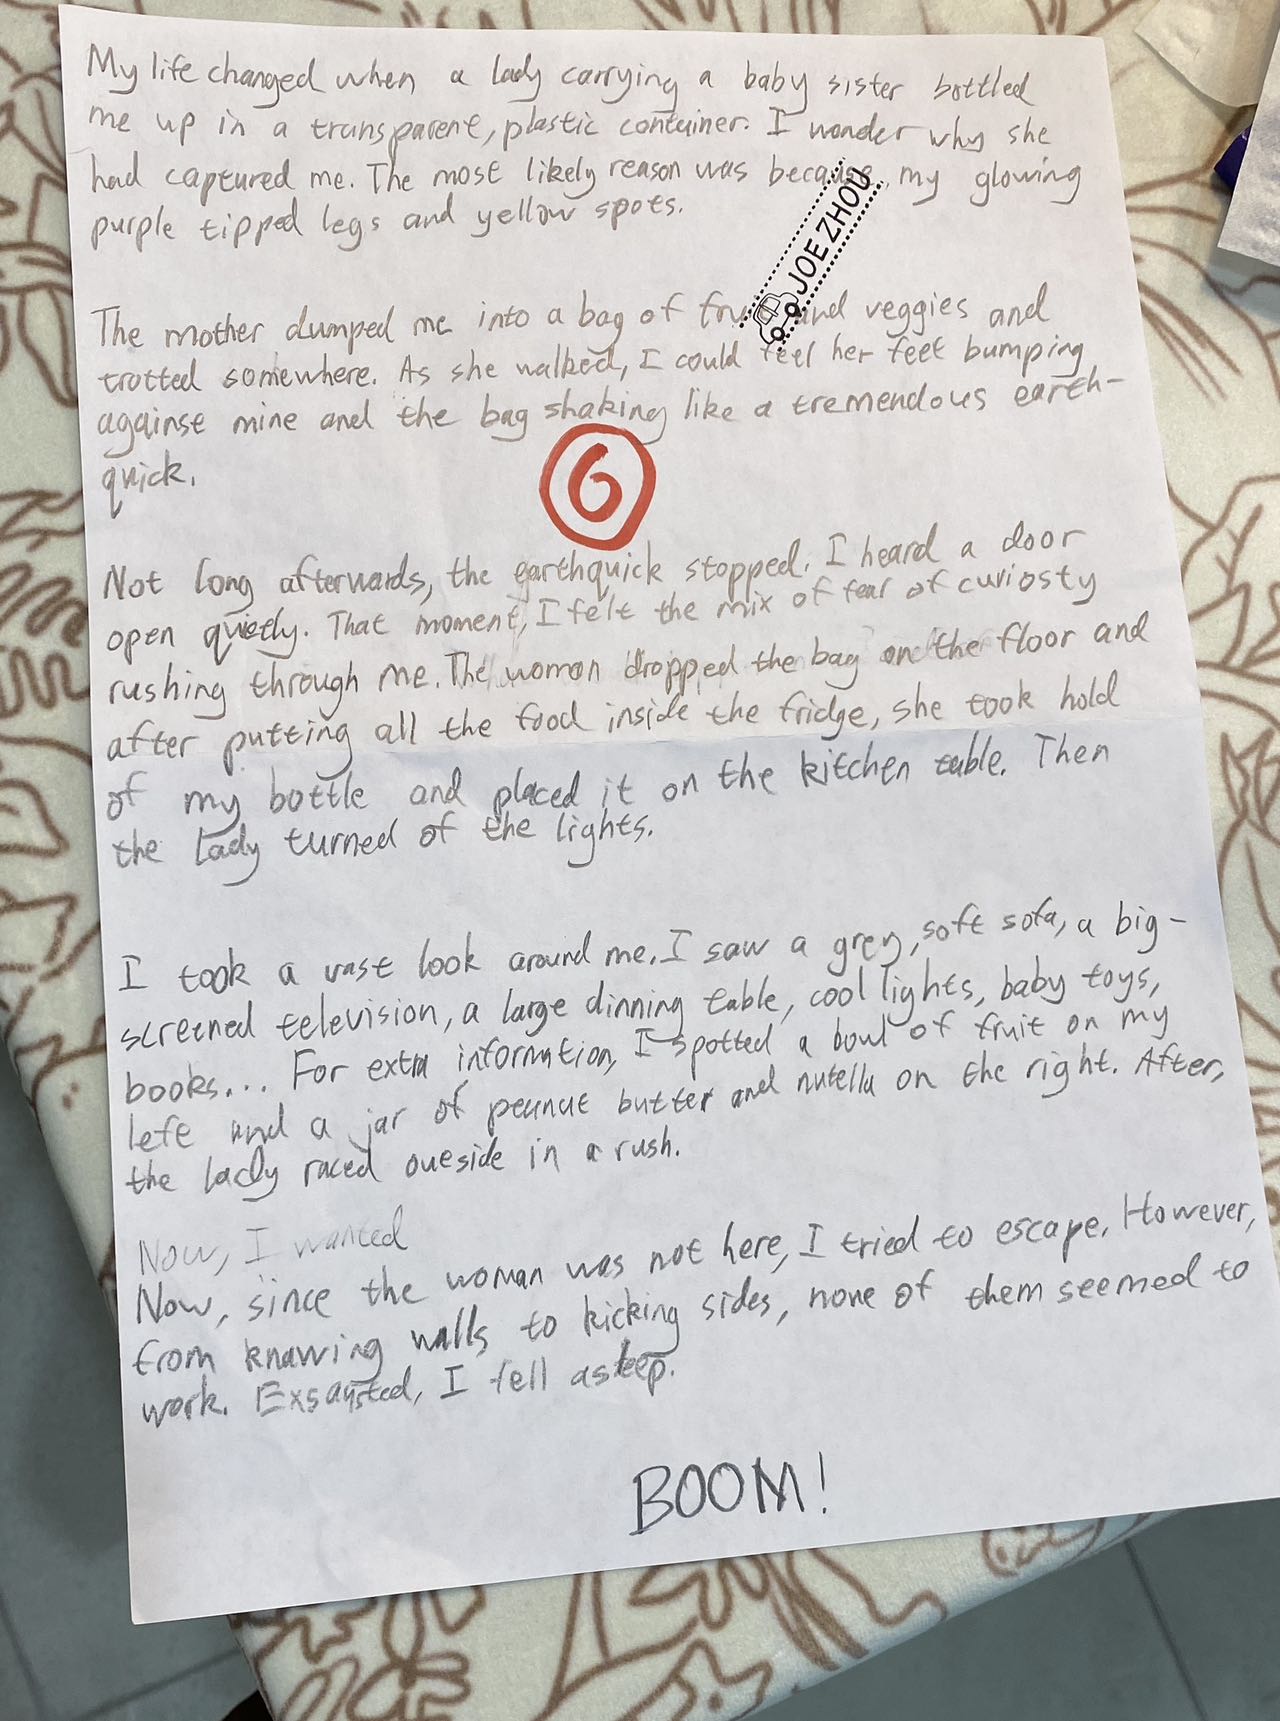 My life changed when a lady carrying a baby sister bottled
me up in a transparent, plastic container. I wonder why she
had captured me. The most likely reason was because, my glowing
purple tipped legs and yellow spots.
JOE ZHOU
The mother dumped me into a bag of and veggies and
trotted somewhere. As she walked, I could feel her feet bumping
against mine and the bag shaking like a tremendous earth-
quick.
6
Not long afterwards, the earthquick stopped. I heard a door
open quietly. That moment, I felt the mix of fear of curiosty
rushing through me. The woman dropped the bag on the floor and
after putting all the food inside the fridge, she took hold
of my bottle and placed it on the kitchen table. Then
the lady turned of the lights.
I took a vast look around me. I saw a grey, soft sofa, a big-
screened television, a large dinning table, cool lights, baby toys,
books... For extra information, I spotted a bowl of fruit on my
left and a jar of peanut butter and nutella on the right. After,
the lady raced outside in a rush.
Now, I wanted
Now, since the woman was not here, I tried to escape. However,
from knawing walls to kicking sides, none of them seemed to
work. Exsaysted, I fell asleep.
BOOM!